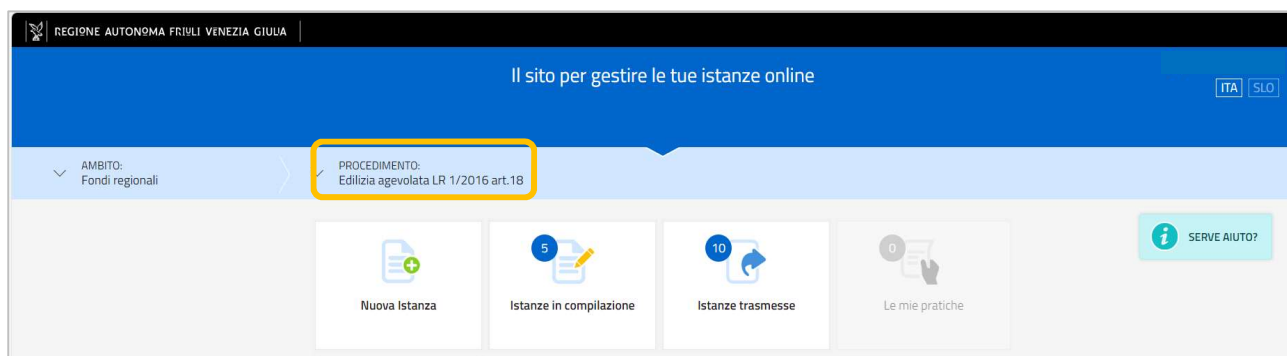 REGIONE AUTONOMA FRIULI VENEZIA GIULIA
Il sito per gestire le tue istanze online
ITA SLO
AMBITO:
Fondi regionali
PROCEDIMENTO:
Edilizia agevolata LR 1/2016 art.18
5
10
0
i SERVE AIUTO?
Nuova Istanza
Istanze in compilazione
Istanze trasmesse
Le mie pratiche